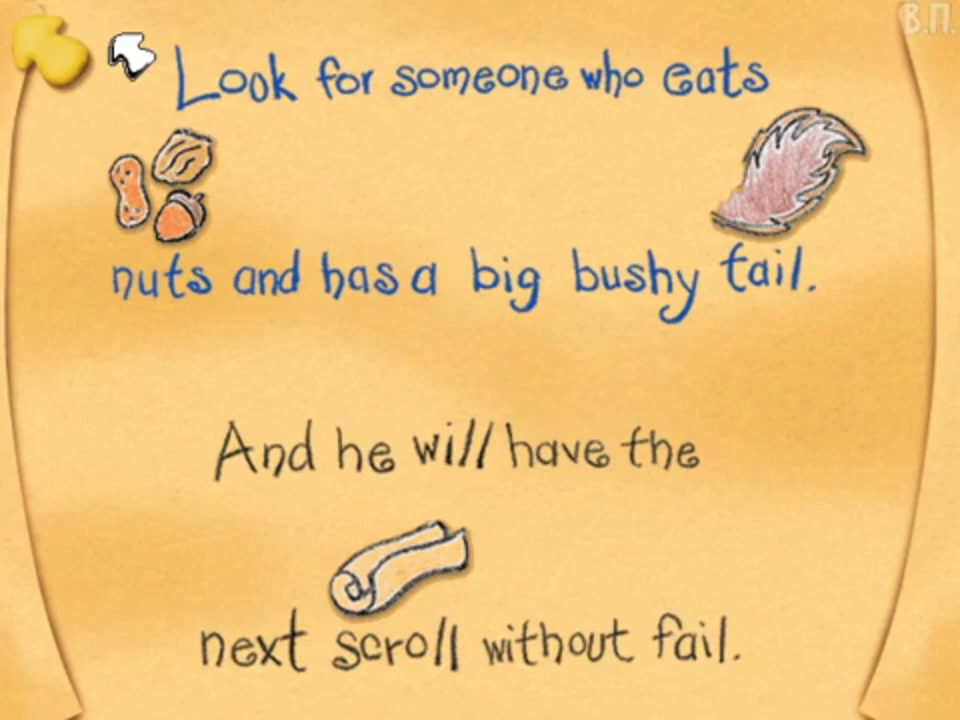 В.П.
Look for someone who eats
nuts and has a big bushy tail.
And he will have the
next scroll without fail.